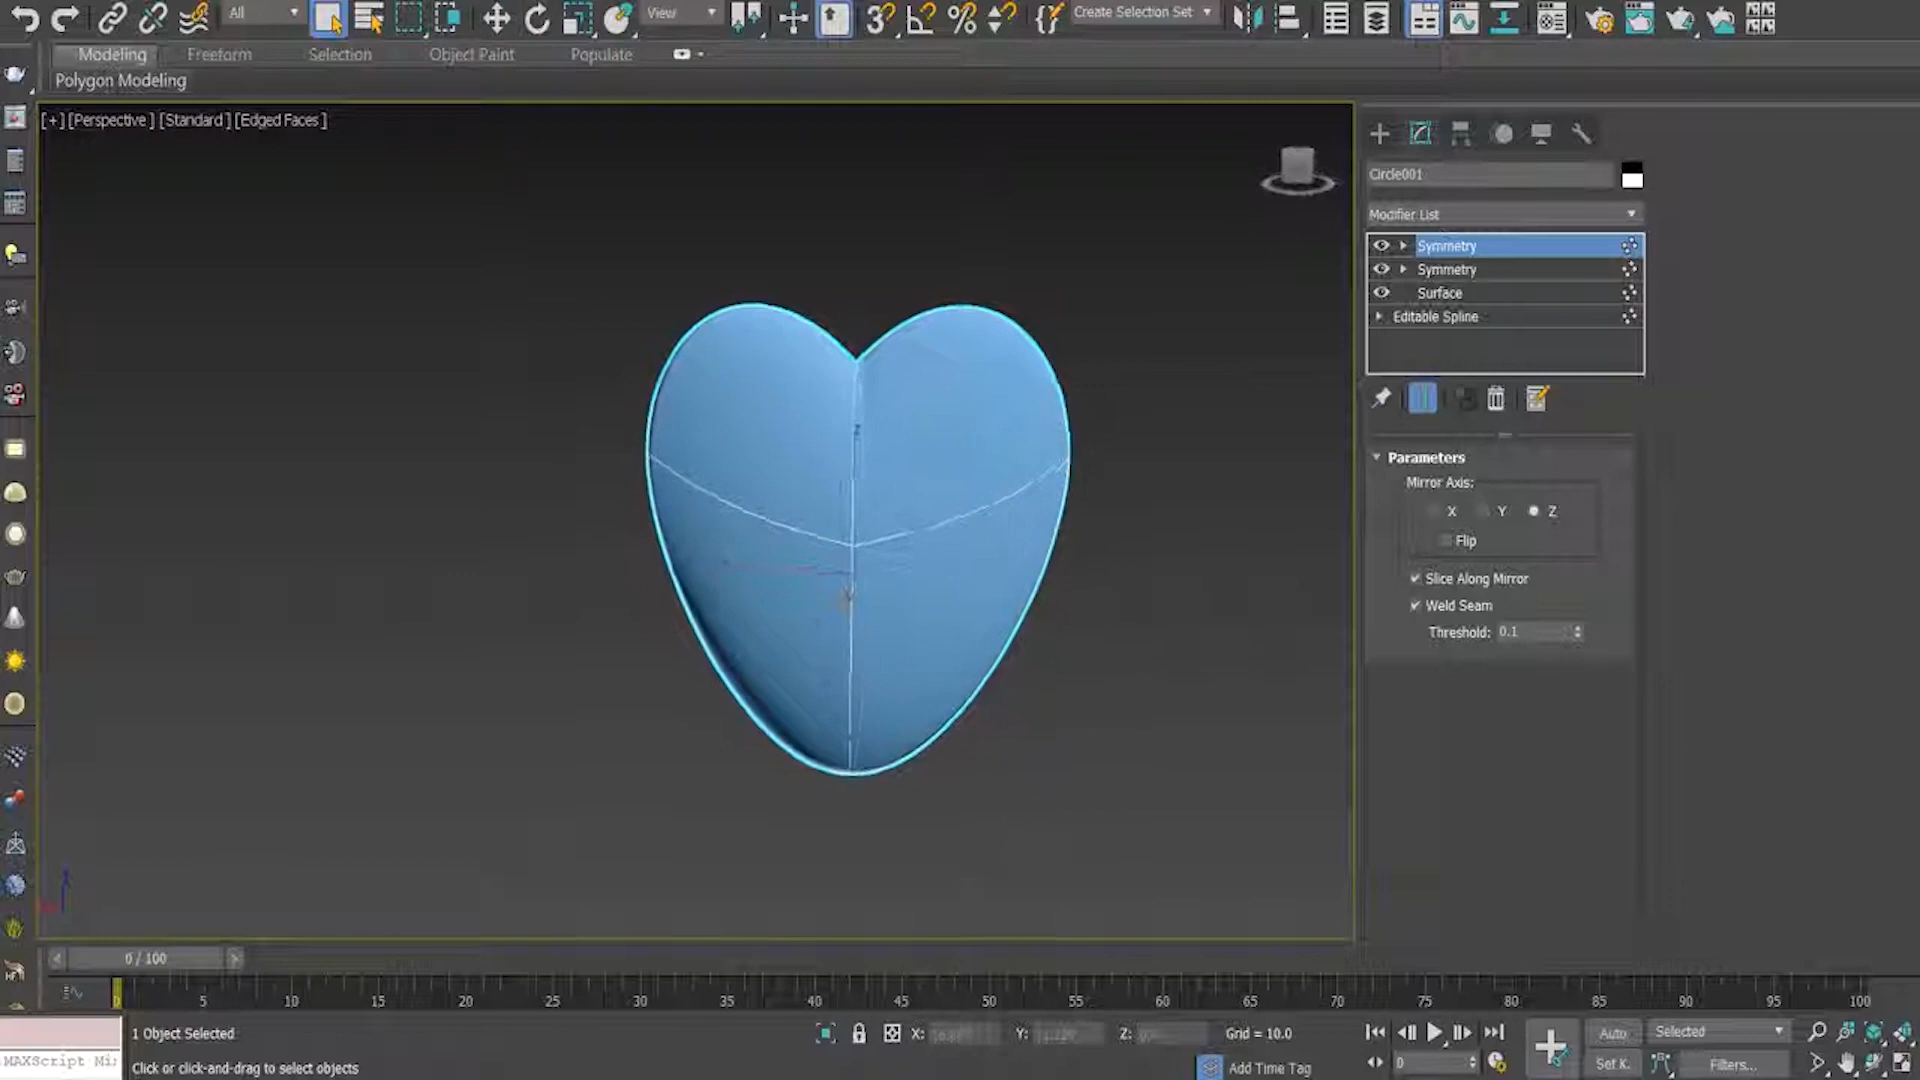 All
View
Create Selection Set
Modeling
Freeform
Selection
Object Paint
Populate
Polygon Modeling
[+] [Perspective] [Standard] [Edged Faces]
Circle001
Modifier List
Symmetry
Symmetry
Surface
Editable Spline
Parameters
Mirror Axis:
X Y Z
Flip
Slice Along Mirror
Weld Seam
Threshold: 0.1
< 0 / 100 >
0 5 10 15 20 25 30 35 40 45 50 55 60 65 70 75 80 85 90 95 100
1 Object Selected
X: Y: Z: Grid = 10.0
Auto
Selected
MAXScript Mi
Click or click-and-drag to select objects
Add Time Tag
0
Set K.
Filters...